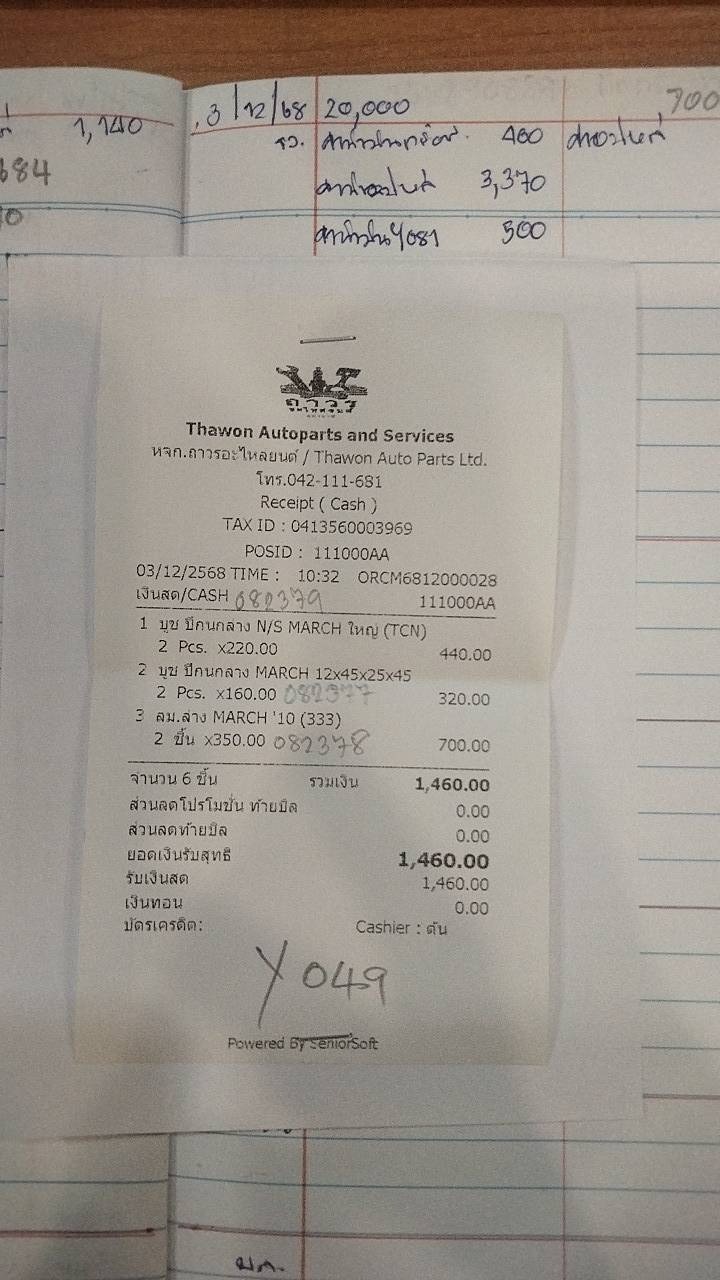 1,140
3/12/68 20,000
700
400
684
3,370
500
ถาวร
Thawon Autoparts and Services
หจก.ถาวรอะไหลยนต์ / Thawon Auto Parts Ltd.
โทร.042-111-681
Receipt ( Cash )
TAX ID : 0413560003969
POSID : 111000AA
03/12/2568 TIME : 10:32 ORCM6812000028
เงินสด/CASH 082379 111000AA
1 บูช ปีกนกลาง N/S MARCH ใหญ่ (TCN)
2 Pcs. x220.00 440.00
2 บูช ปีกนกลาง MARCH 12x45x25x45
2 Pcs. x160.00 082377 320.00
3 ลม.ล่าง MARCH '10 (333)
2 ชิ้น x350.00 082378 700.00
จำนวน 6 ชิ้น รวมเงิน 1,460.00
ส่วนลดโปรโมชั่น ท้ายบิล 0.00
ส่วนลดท้ายบิล 0.00
ยอดเงินรับสุทธิ 1,460.00
รับเงินสด 1,460.00
เงินทอน 0.00
บัตรเครดิต: Cashier : ตัน
Y049
Powered By SeniorSoft